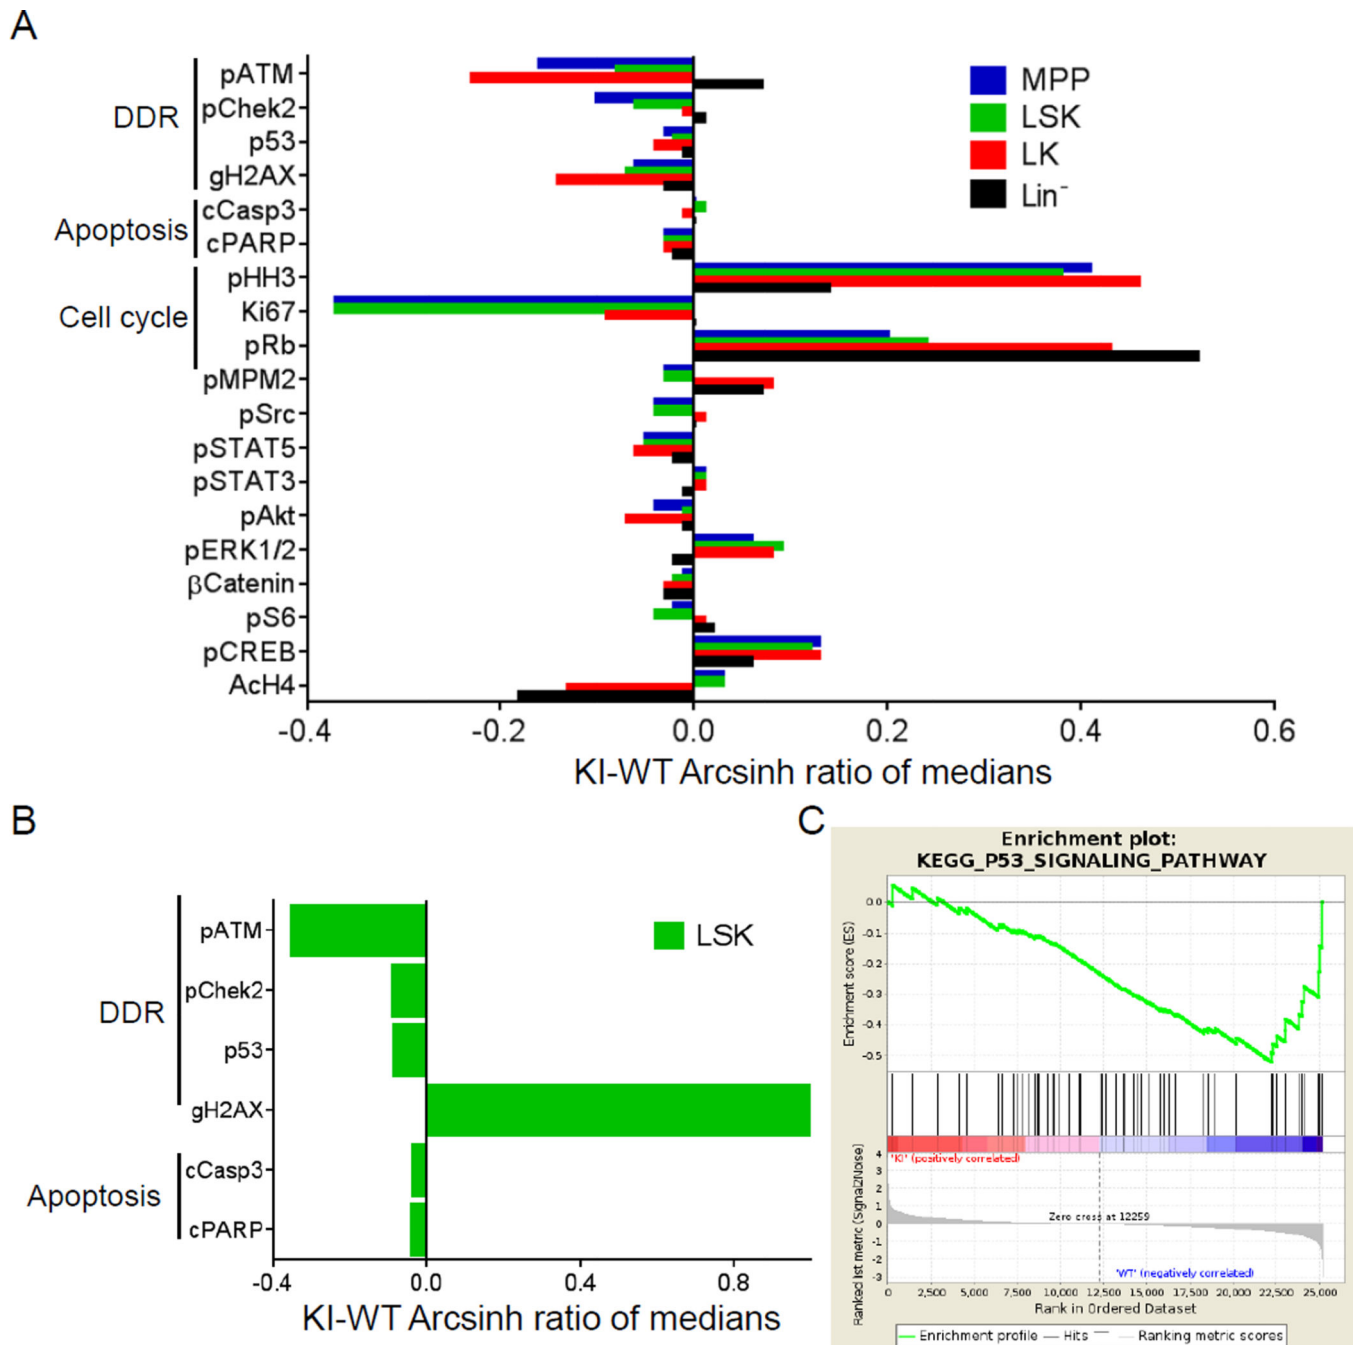 A
pATM
pChek2
DDR
p53
gH2AX
cCasp3
Apoptosis
cPARP
pHH3
Ki67
Cell cycle
pRb
pMPM2
pSrc
pSTAT5
pSTAT3
pAkt
pERK1/2
βCatenin
pS6
pCREB
AcH4
MPP
LSK
LK
Lin⁻
-0.4 -0.2 0.0 0.2 0.4 0.6
KI-WT Arcsinh ratio of medians
B
pATM
pChek2
DDR
p53
gH2AX
cCasp3
Apoptosis
cPARP
LSK
-0.4 0.0 0.4 0.8
KI-WT Arcsinh ratio of medians
C
Enrichment plot:
KEGG_P53_SIGNALING_PATHWAY
Enrichment score (ES)
0.0
-0.1
-0.2
-0.3
-0.4
-0.5
'KI' (positively correlated)
Ranked list metric (Signal2Noise)
4
3
2
1
0
-1
-2
-3
Zero cross at 12259
'WT' (negatively correlated)
0 2,500 5,000 7,500 10,000 12,500 15,000 17,500 20,000 22,500 25,000
Rank in Ordered Dataset
Enrichment profile Hits Ranking metric scores